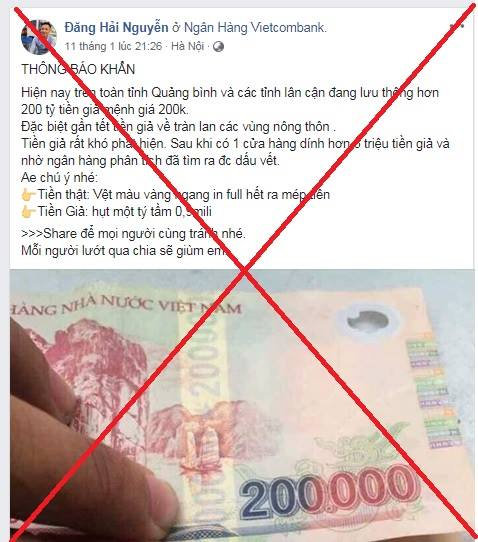 Đăng Hải Nguyễn ở Ngân Hàng Vietcombank.
11 tháng 1 lúc 21:26 · Hà Nội ·
THÔNG BÁO KHẨN
Hiện nay trên toàn tỉnh Quảng bình và các tỉnh lân cận đang lưu thông hơn
200 tỷ tiền giả mệnh giá 200k.
Đặc biệt gần tết tiền giả về tràn lan các vùng nông thôn .
Tiền giả rất khó phát hiện. Sau khi có 1 cửa hàng dính hơn triệu tiền giả và
nhờ ngân hàng phân tích đã tìm ra đc dấu vết.
Ae chú ý nhé:
👉Tiền thật: Vệt màu vàng ngang in full hết ra mép tiền
👉Tiền Giả: hụt một tý tầm 0,5mili
>>>Share để mọi người cùng tránh nhé.
Mỗi người lướt qua chia sẽ giùm em
HÀNG NHÀ NƯỚC VIỆT NAM
200.000